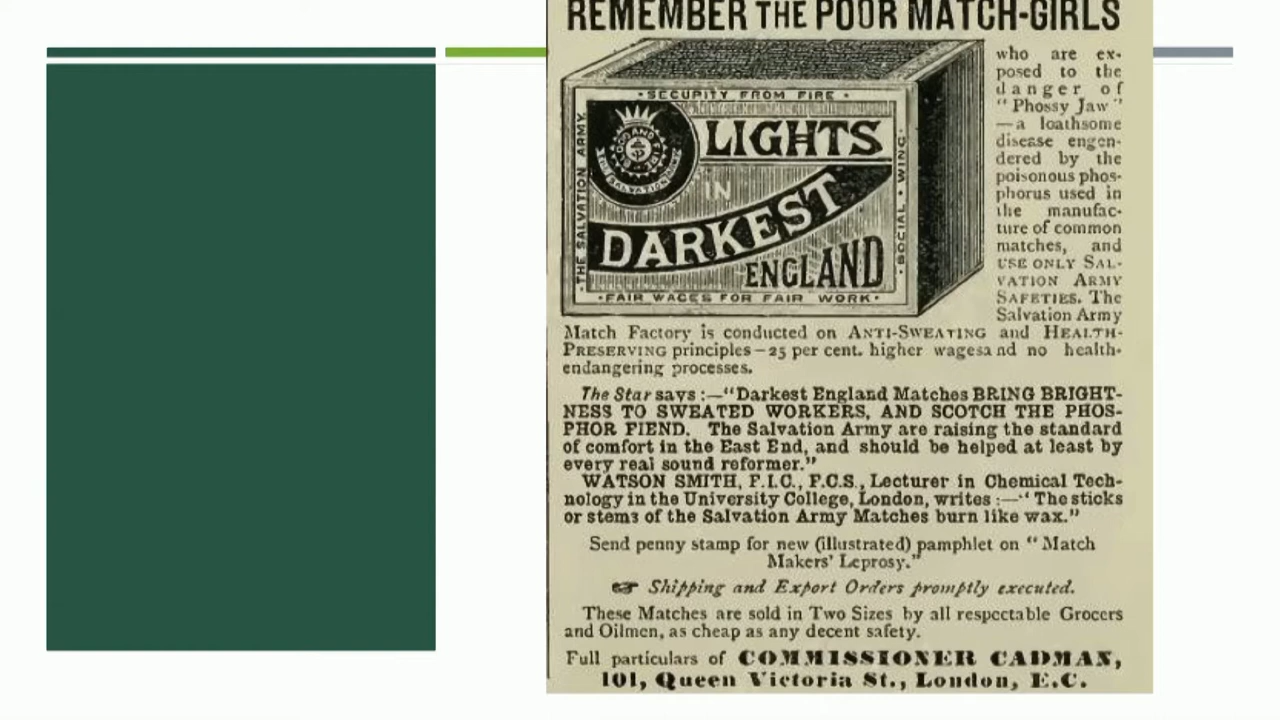 REMEMBER THE POOR MATCH-GIRLS
· SECURITY FROM FIRE ·
·THE SALVATION ARMY.
BLOOD AND FIRE
THE SALVATION ARMY
LIGHTS
IN
DARKEST
ENGLAND
· SOCIAL · WING ·
·FAIR WAGES FOR FAIR WORK·
who are ex-
posed to the
danger of
"Phossy Jaw"
—a loathsome
disease engen-
dered by the
poisonous phos-
phorus used in
the manufac-
ture of common
matches, and
USE ONLY SAL-
VATION ARMY
SAFETIES. The
Salvation Army
Match Factory is conducted on ANTI-SWEATING and HEALTH-
PRESERVING principles—25 per cent. higher wages and no health-
endangering processes.
The Star says :—"Darkest England Matches BRING BRIGHT-
NESS TO SWEATED WORKERS, AND SCOTCH THE PHOS-
PHOR FIEND. The Salvation Army are raising the standard
of comfort in the East End, and should be helped at least by
every real sound reformer."
WATSON SMITH, F.I.C., F.C.S., Lecturer in Chemical Tech-
nology in the University College, London, writes :—"The sticks
or stems of the Salvation Army Matches burn like wax."
Send penny stamp for new (illustrated) pamphlet on "Match
Makers' Leprosy."
☞ Shipping and Export Orders promptly executed.
These Matches are sold in Two Sizes by all respectable Grocers
and Oilmen, as cheap as any decent safety.
Full particulars of COMMISSIONER CADMAN,
101, Queen Victoria St., London, E.C.